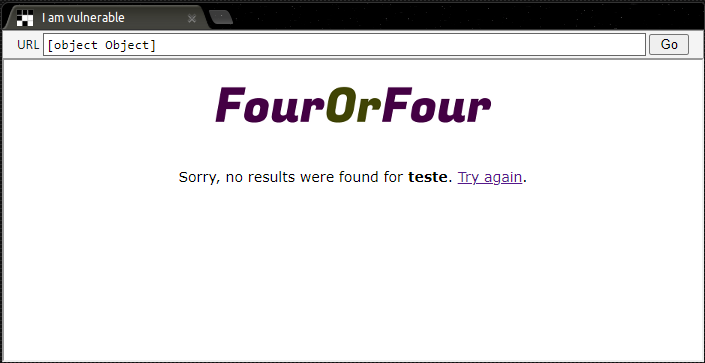 I am vulnerable
URL [object Object] Go
FourOrFour
Sorry, no results were found for teste. Try again.